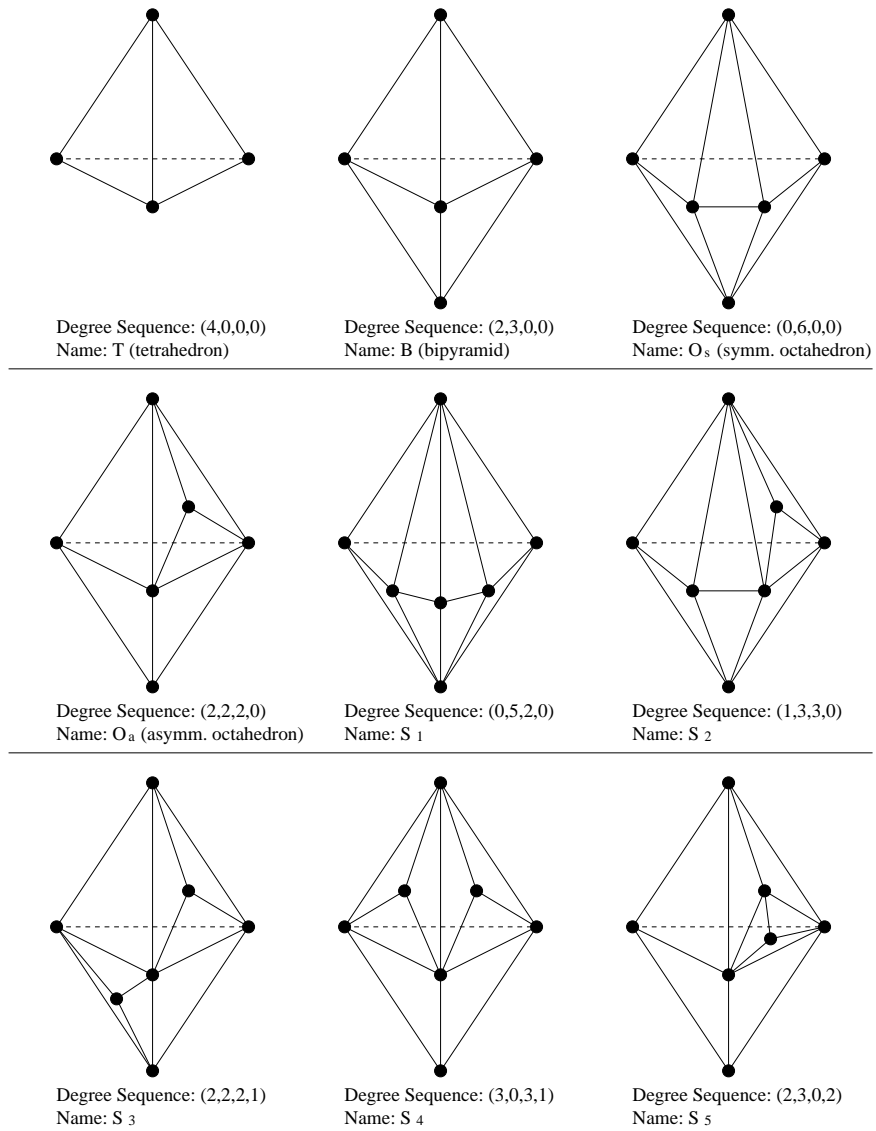 Degree Sequence: (4,0,0,0)
Name: T (tetrahedron)
Degree Sequence: (2,3,0,0)
Name: B (bipyramid)
Degree Sequence: (0,6,0,0)
Name: Os (symm. octahedron)
Degree Sequence: (2,2,2,0)
Name: Oa (asymm. octahedron)
Degree Sequence: (0,5,2,0)
Name: S 1
Degree Sequence: (1,3,3,0)
Name: S 2
Degree Sequence: (2,2,2,1)
Name: S 3
Degree Sequence: (3,0,3,1)
Name: S 4
Degree Sequence: (2,3,0,2)
Name: S 5